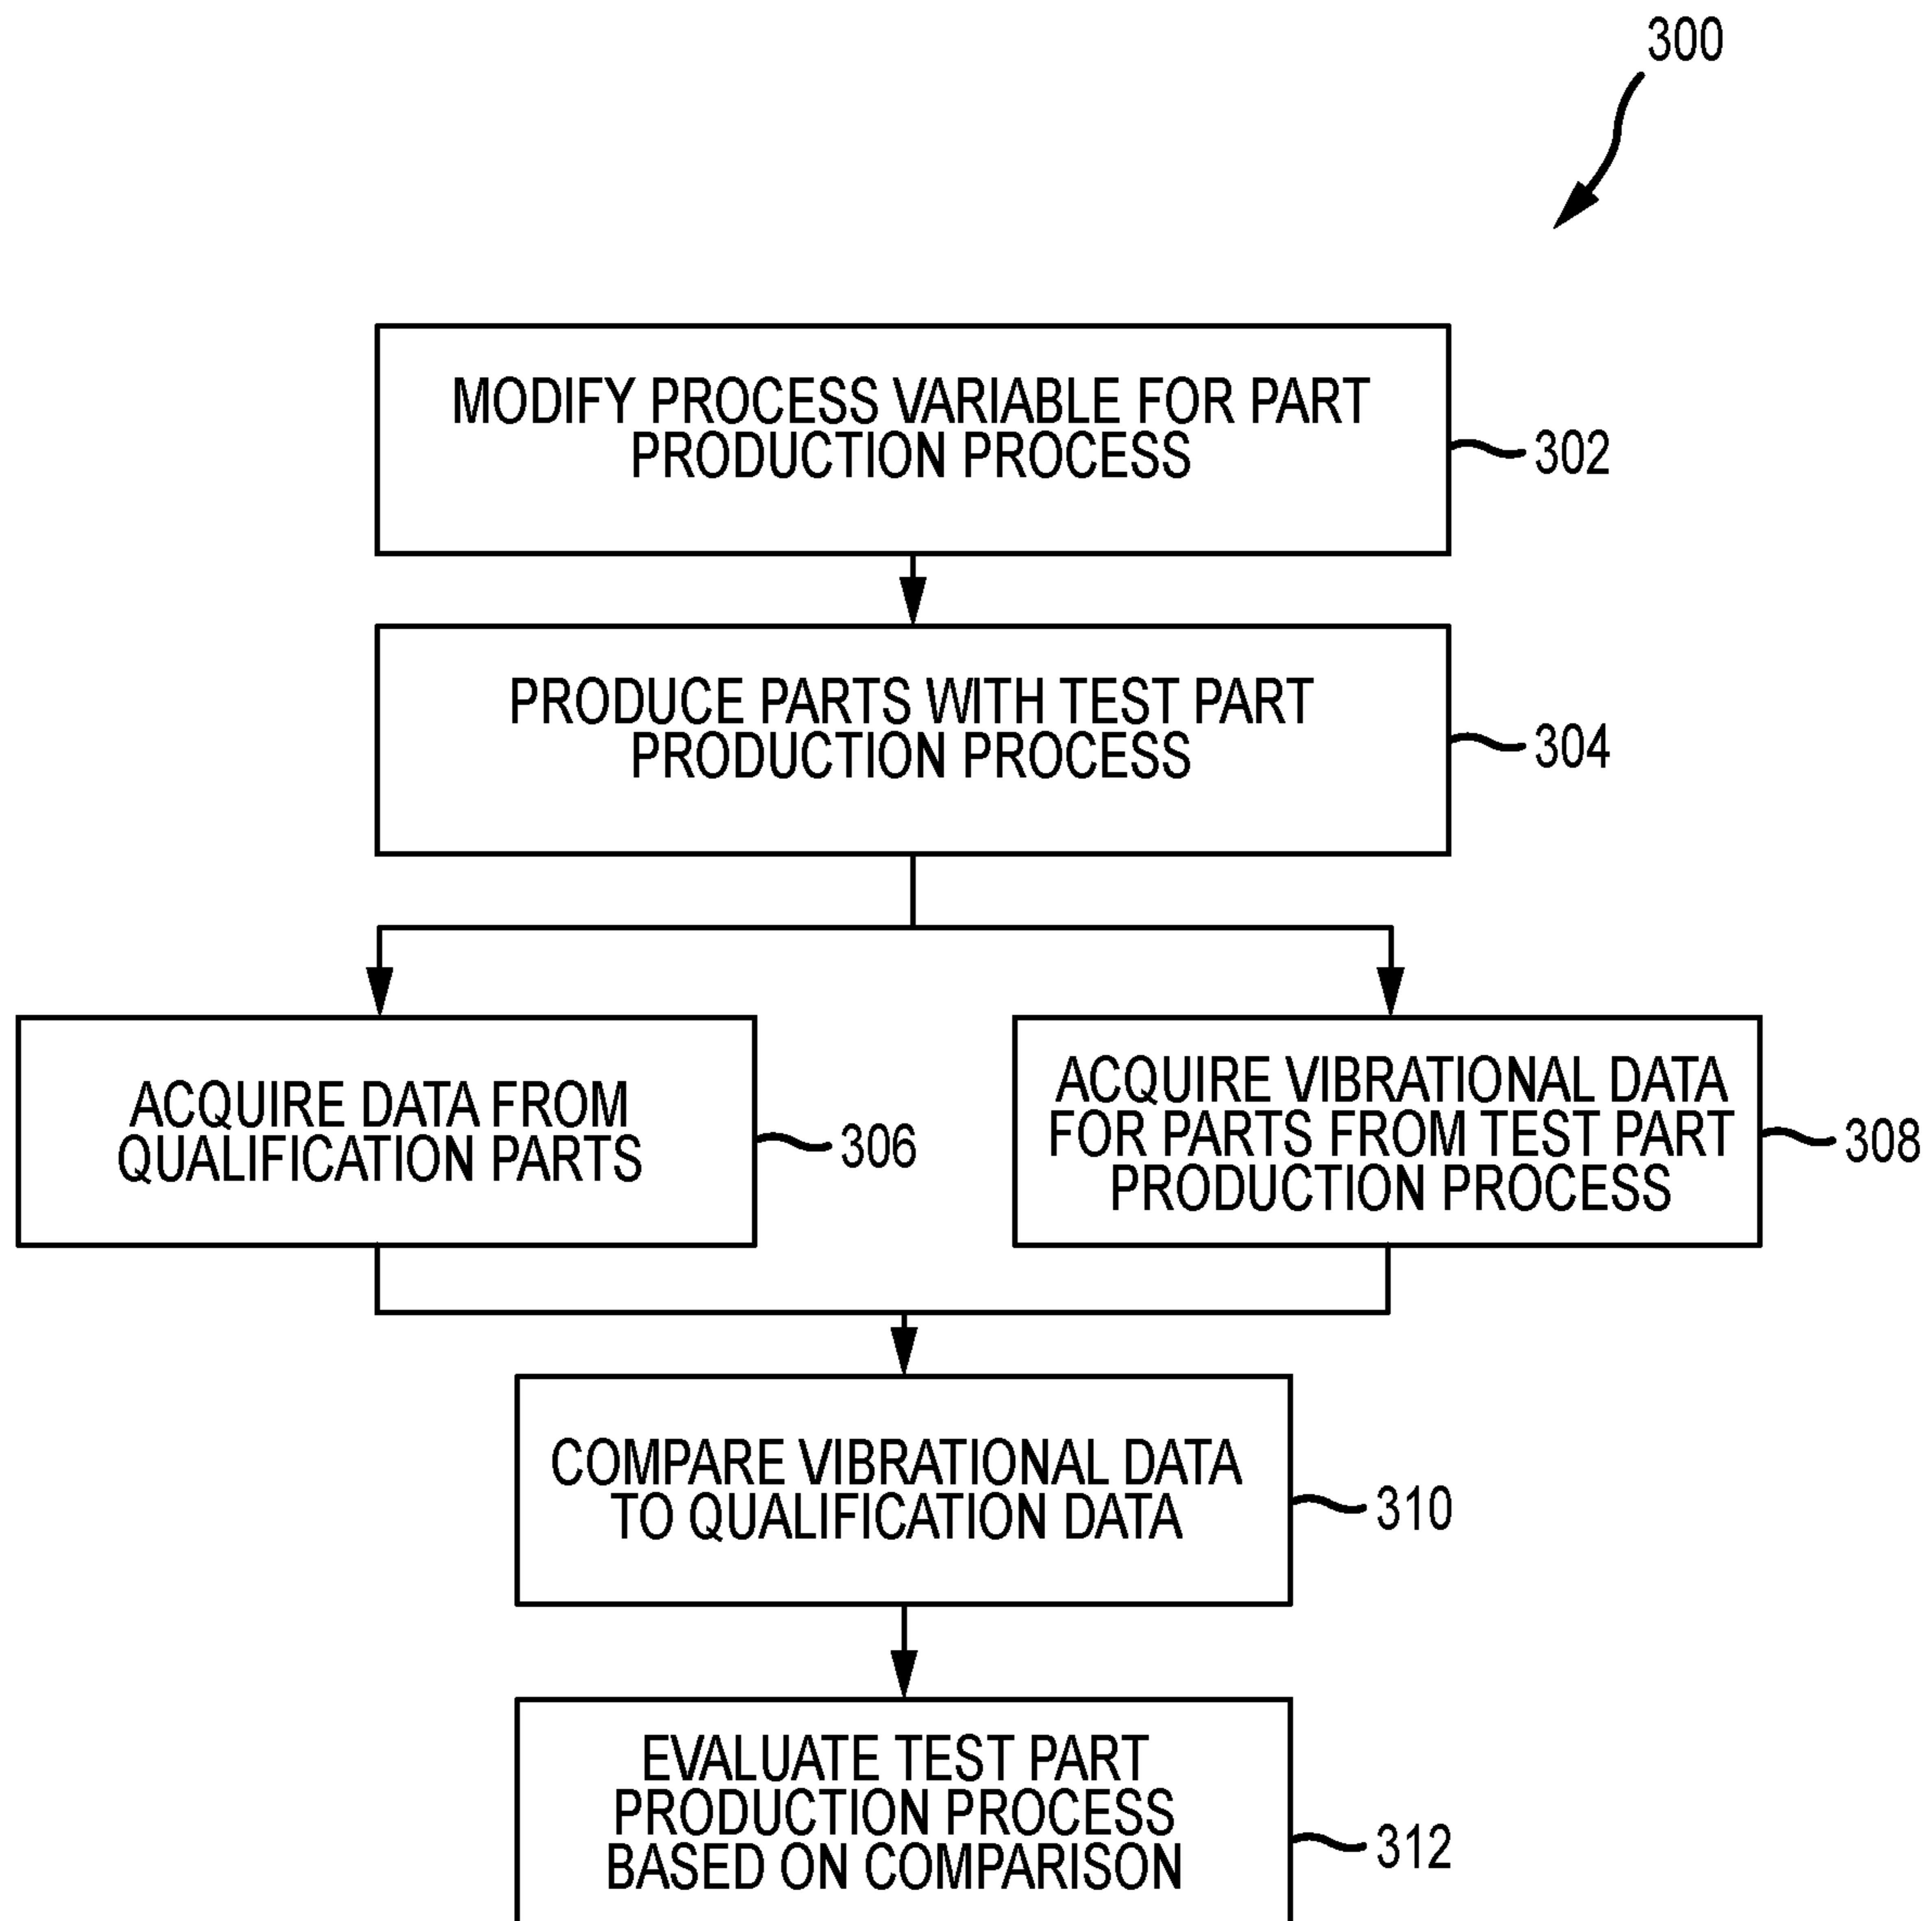 300
MODIFY PROCESS VARIABLE FOR PART
PRODUCTION PROCESS
302
PRODUCE PARTS WITH TEST PART
PRODUCTION PROCESS
304
ACQUIRE DATA FROM
QUALIFICATION PARTS
306
ACQUIRE VIBRATIONAL DATA
FOR PARTS FROM TEST PART
PRODUCTION PROCESS
308
COMPARE VIBRATIONAL DATA
TO QUALIFICATION DATA
310
EVALUATE TEST PART
PRODUCTION PROCESS
BASED ON COMPARISON
312